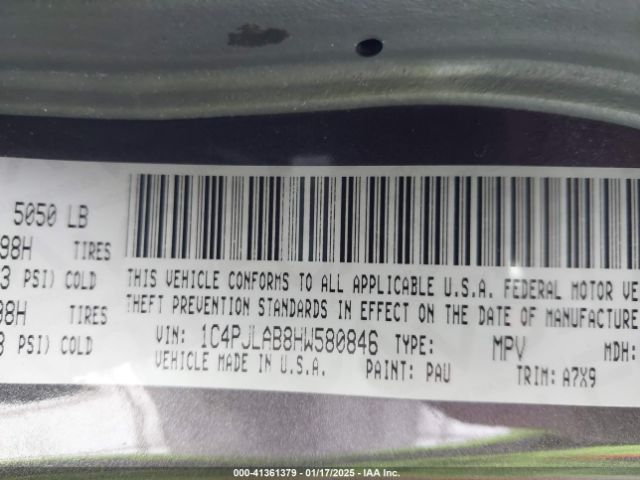 5050 LB
98H TIRES
3 PSI) COLD
98H TIRES
3 PSI) COLD
THIS VEHICLE CONFORMS TO ALL APPLICABLE U.S.A. FEDERAL MOTOR VE
THEFT PREVENTION STANDARDS IN EFFECT ON THE DATE OF MANUFACTURE
VIN: 1C4PJLAB8HW580846 TYPE: MPV MDH:
VEHICLE MADE IN U.S.A. PAINT: PAU TRIM: A7X9
000-41361379 - 01/17/2025 - IAA Inc.